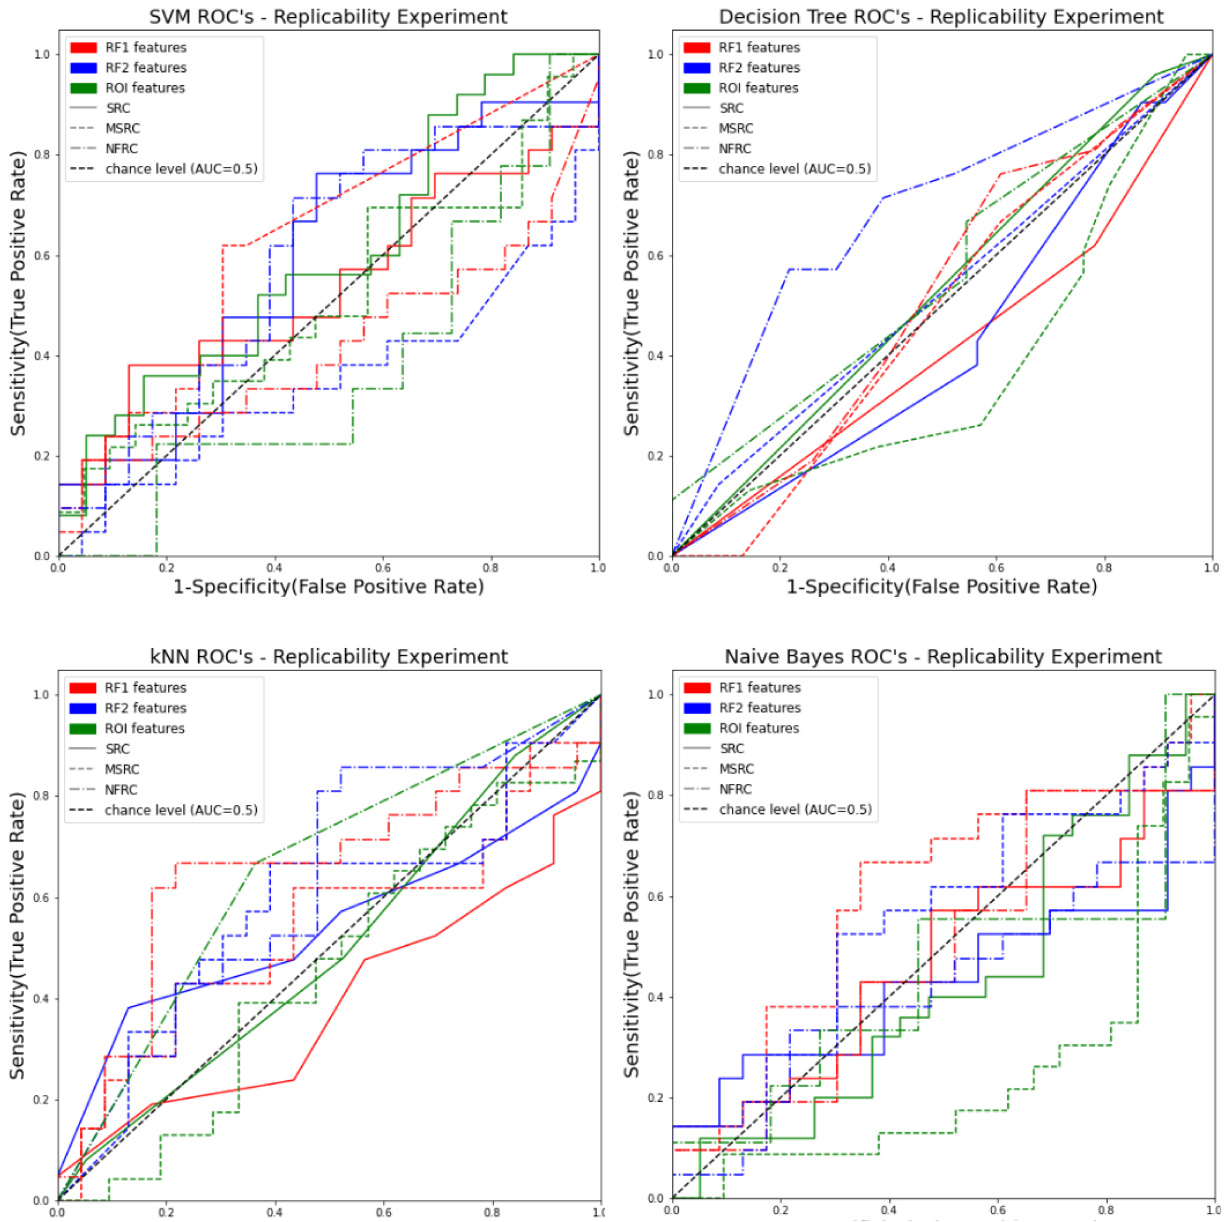 SVM ROC's - Replicability Experiment
RF1 features
RF2 features
ROI features
SRC
MSRC
NFRC
chance level (AUC=0.5)
Sensitivity(True Positive Rate)
1.0
0.8
0.6
0.4
0.2
0.0
0.0 0.2 0.4 0.6 0.8 1.0
1-Specificity(False Positive Rate)
Decision Tree ROC's - Replicability Experiment
RF1 features
RF2 features
ROI features
SRC
MSRC
NFRC
chance level (AUC=0.5)
Sensitivity(True Positive Rate)
1.0
0.8
0.6
0.4
0.2
0.0
0.0 0.2 0.4 0.6 0.8 1.0
1-Specificity(False Positive Rate)
kNN ROC's - Replicability Experiment
RF1 features
RF2 features
ROI features
SRC
MSRC
NFRC
chance level (AUC=0.5)
Sensitivity(True Positive Rate)
1.0
0.8
0.6
0.4
0.2
0.0
0.0 0.2 0.4 0.6 0.8
Naive Bayes ROC's - Replicability Experiment
RF1 features
RF2 features
ROI features
SRC
MSRC
NFRC
chance level (AUC=0.5)
Sensitivity(True Positive Rate)
1.0
0.8
0.6
0.4
0.2
0.0
0.0 0.2 0.4 0.6 0.8 1.0